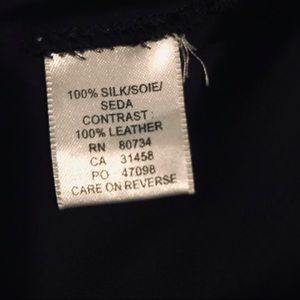 100% SILK/SOIE/
SEDA
CONTRAST :
100% LEATHER
RN 80734
CA 31458
PO 47098
CARE ON REVERSE